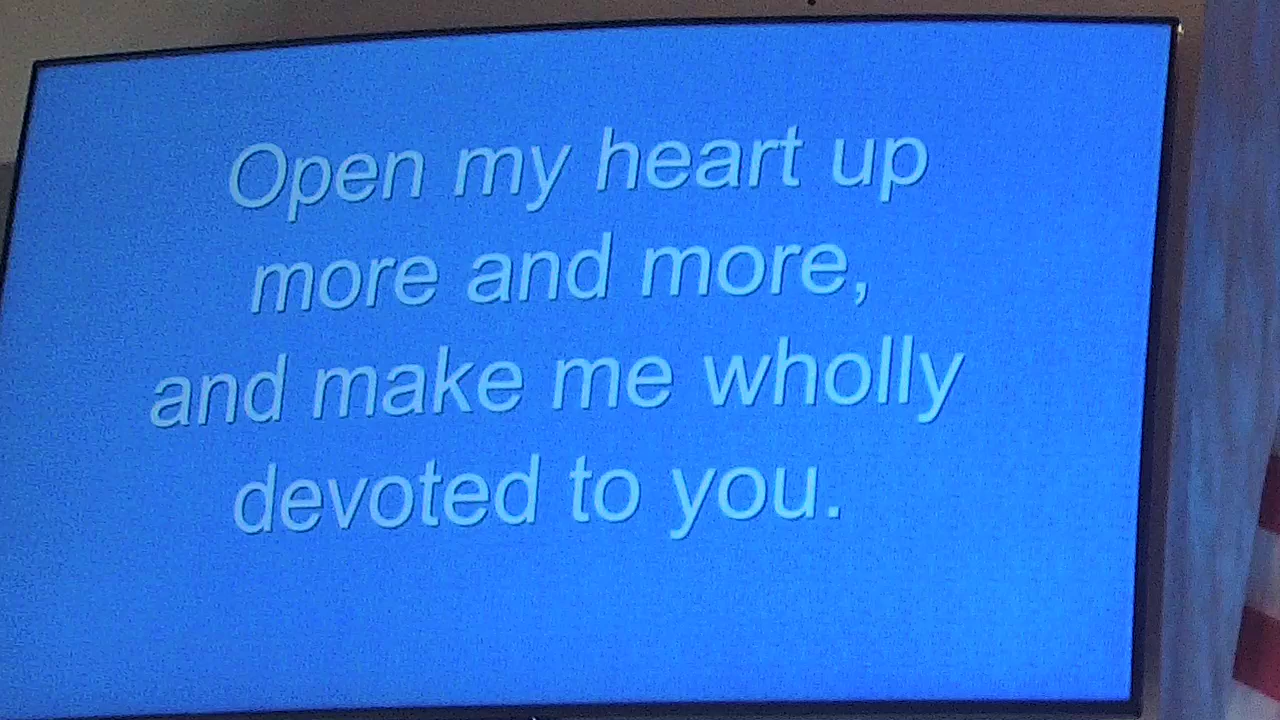 Open my heart up
more and more,
and make me wholly
devoted to you.